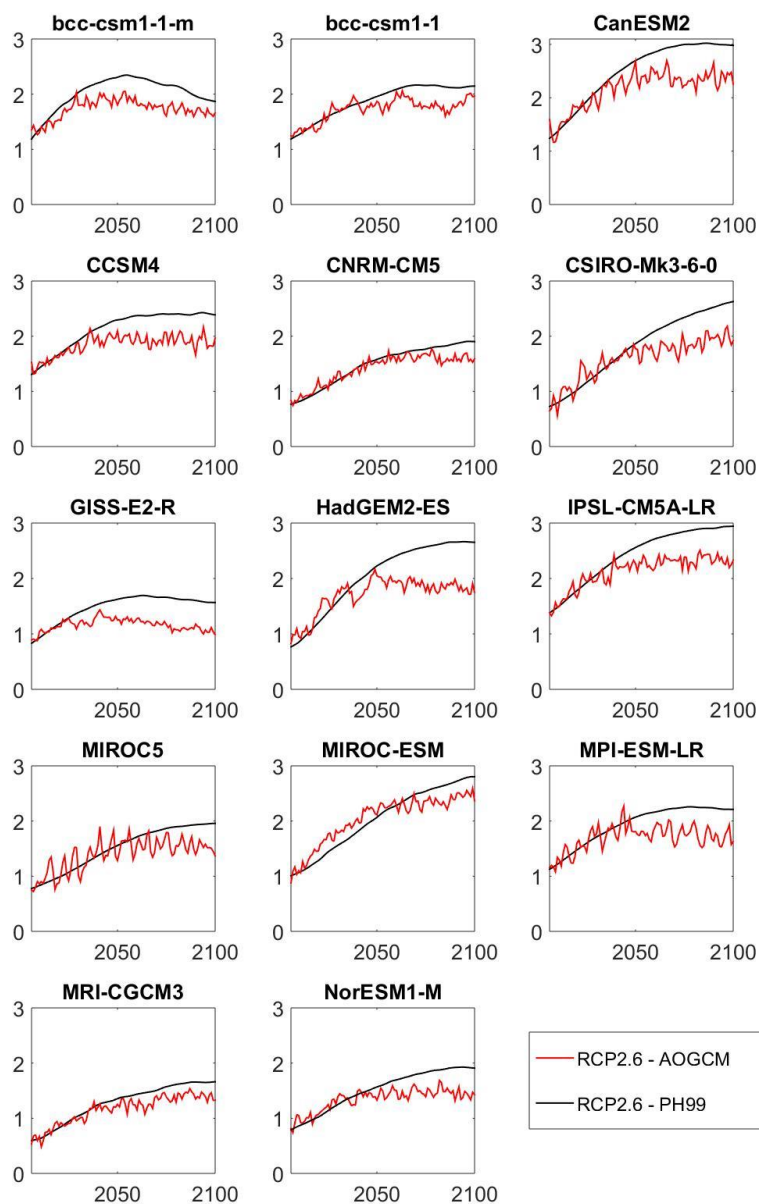 bcc-csm1-1-m bcc-csm1-1 CanESM2
3 3 3
2 2 2
1 1 1
0 0 0
2050 2100 2050 2100 2050 2100
CCSM4 CNRM-CM5 CSIRO-Mk3-6-0
3 3 3
2 2 2
1 1 1
0 0 0
2050 2100 2050 2100 2050 2100
GISS-E2-R HadGEM2-ES IPSL-CM5A-LR
3 3 3
2 2 2
1 1 1
0 0 0
2050 2100 2050 2100 2050 2100
MIROC5 MIROC-ESM MPI-ESM-LR
3 3 3
2 2 2
1 1 1
0 0 0
2050 2100 2050 2100 2050 2100
MRI-CGCM3 NorESM1-M
3 3
2 2
1 1
0 0
2050 2100 2050 2100
RCP2.6 - AOGCM
RCP2.6 - PH99